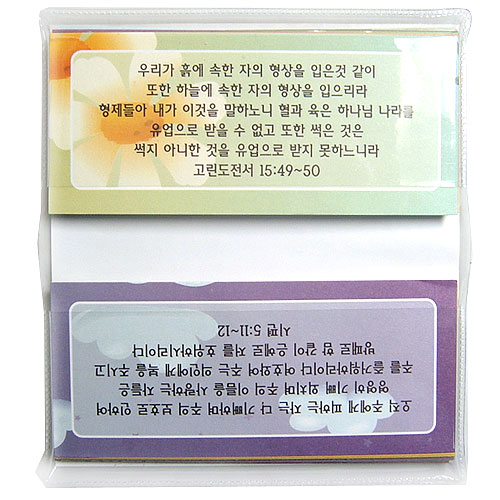 우리가 흙에 속한 자의 형상을 입은것 같이
또한 하늘에 속한 자의 형상을 입으리라
형제들아 내가 이것을 말하노니 혈과 육은 하나님 나라를
유업으로 받을 수 없고 또한 썩은 것은
썩지 아니한 것을 유업으로 받지 못하느니라
고린도전서 15:49~50
오직 주에게 피하는 자는 다 기뻐하며 주의 보호로 인하여
영영히 기뻐 외치며 주의 이름을 사랑하는 자들은
주를 즐거워하리이다 여호와여 주는 의인에게 복을 주시고
방패로 함 같이 은혜로 저를 호위하시리이다
시편 5:11~12